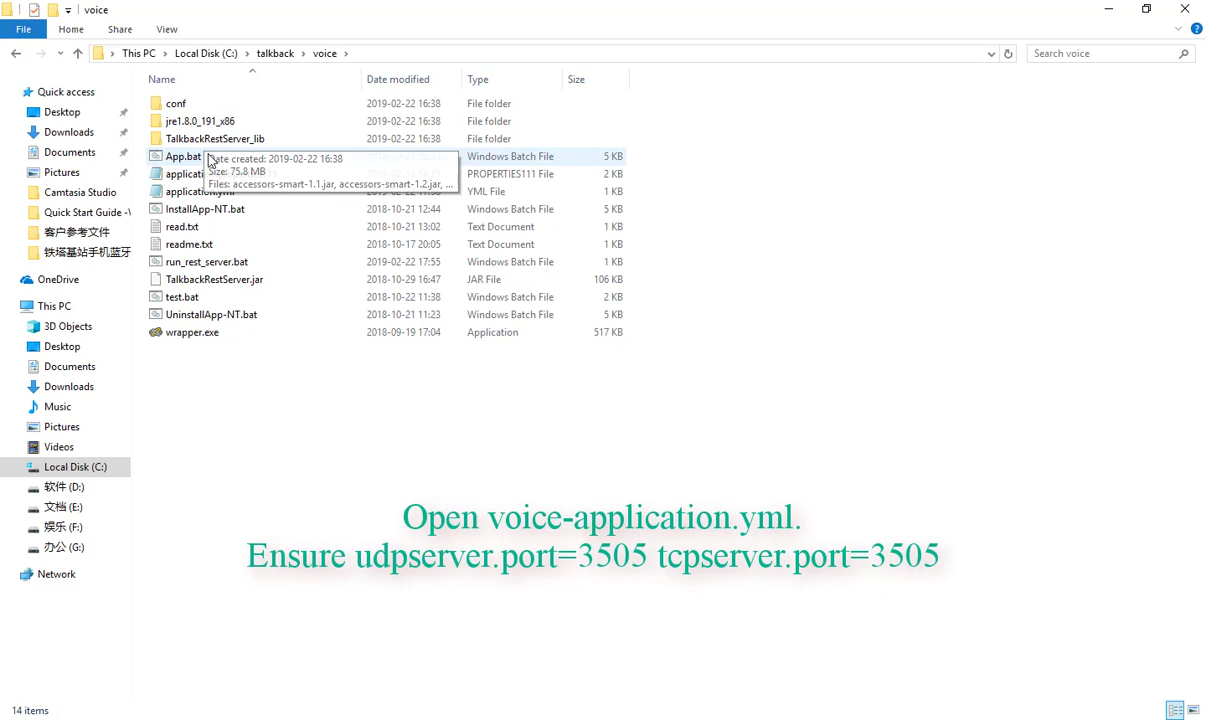 voice
File Home Share View
This PC Local Disk (C:) talkback voice Search voice
Name Date modified Type Size
Quick access
Desktop
Downloads
Documents
Pictures
Camtasia Studio
Quick Start Guide -V
客户参考文件
铁塔基站手机蓝牙
OneDrive
This PC
3D Objects
Desktop
Documents
Downloads
Music
Pictures
Videos
Local Disk (C:)
软件 (D:)
文档 (E:)
娱乐 (F:)
办公 (G:)
Network
conf 2019-02-22 16:38 File folder
jre1.8.0_191_x86 2019-02-22 16:38 File folder
TalkbackRestServer_lib 2019-02-22 16:38 File folder
App.bat Windows Batch File 5 KB
Date created: 2019-02-22 16:38
Size: 75.8 MB
Files: accessors-smart-1.1.jar, accessors-smart-1.2.jar, ...
applicati PROPERTIES111 File 2 KB
application.yml YML File 1 KB
InstallApp-NT.bat 2018-10-21 12:44 Windows Batch File 5 KB
read.txt 2018-10-21 13:02 Text Document 1 KB
readme.txt 2018-10-17 20:05 Text Document 1 KB
run_rest_server.bat 2019-02-22 17:55 Windows Batch File 1 KB
TalkbackRestServer.jar 2018-10-29 16:47 JAR File 106 KB
test.bat 2018-10-22 11:38 Windows Batch File 2 KB
UninstallApp-NT.bat 2018-10-21 11:23 Windows Batch File 5 KB
wrapper.exe 2018-09-19 17:04 Application 517 KB
Open voice-application.yml.
Ensure udpserver.port=3505 tcpserver.port=3505
14 items